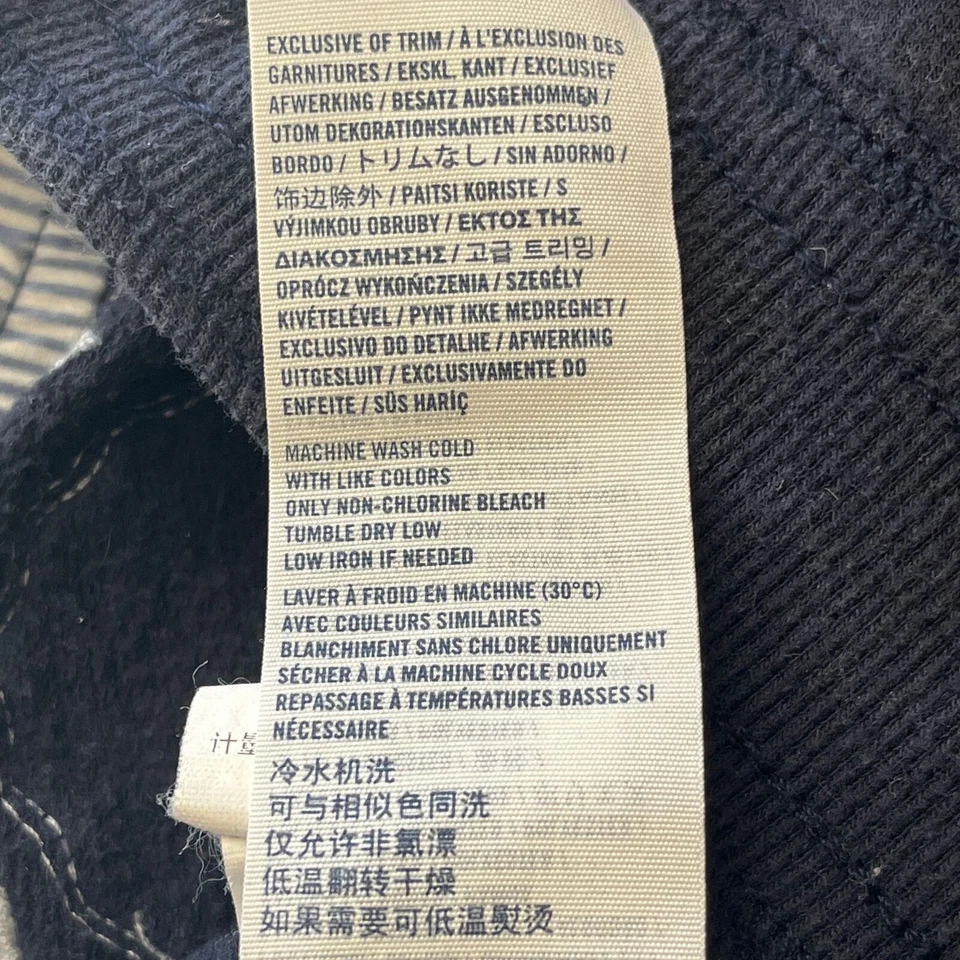 EXCLUSIVE OF TRIM / À L'EXCLUSION DES
GARNITURES / EKSKL. KANT / EXCLUSIEF
AFWERKING / BESATZ AUSGENOMMEN /
UTOM DEKORATIONSKANTEN / ESCLUSO
BORDO / トリムなし / SIN ADORNO /
饰边除外 / PAITSI KORISTE / S
VÝJIMKOU OBRUBY / ΕΚΤΟΣ ΤΗΣ
ΔΙΑΚΟΣΜΗΣΗΣ / 고급 트리밍 /
OPRÓCZ WYKOŃCZENIA / SZEGÉLY
KIVÉTELÉVEL / PYNT IKKE MEDREGNET /
EXCLUSIVO DO DETALHE / AFWERKING
UITGESLUIT / EXCLUSIVAMENTE DO
ENFEITE / SÜS HARİÇ
MACHINE WASH COLD
WITH LIKE COLORS
ONLY NON-CHLORINE BLEACH
TUMBLE DRY LOW
LOW IRON IF NEEDED
LAVER À FROID EN MACHINE (30°C)
AVEC COULEURS SIMILAIRES
BLANCHIMENT SANS CHLORE UNIQUEMENT
SÉCHER À LA MACHINE CYCLE DOUX
REPASSAGE À TEMPÉRATURES BASSES SI
NÉCESSAIRE
计量
冷水机洗
可与相似色同洗
仅允许非氯漂
低温翻转干燥
如果需要可低温熨烫